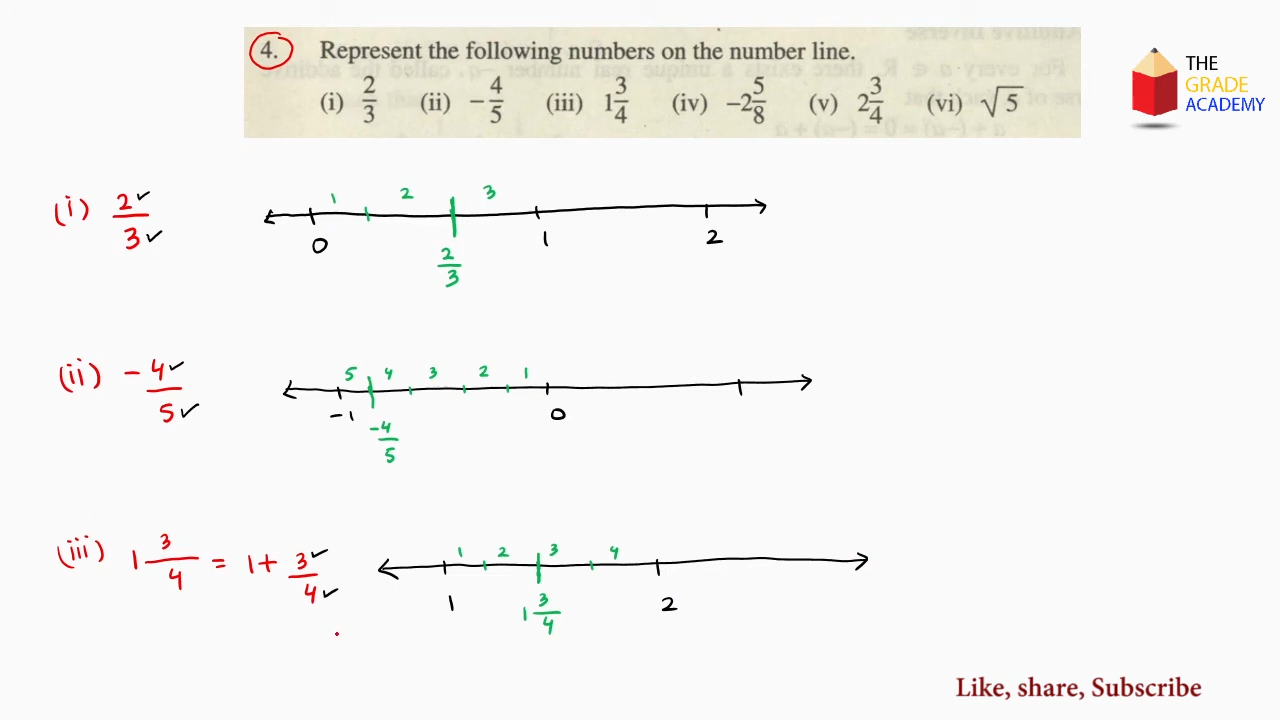 4. Represent the following numbers on the number line.
(i) 2/3 (ii) -4/5 (iii) 1 3/4 (iv) -2 5/8 (v) 2 3/4 (vi) √5
THE
GRADE
ACADEMY
(i) 2✓/3✓
1 2 3
0 1 2
2/3
(ii) -4✓/5✓
5 4 3 2 1
-1 0
-4/5
(iii) 1 3/4 = 1 + 3✓/4✓
1 2 3 4
1 2
1 3/4
Like, share, Subscribe